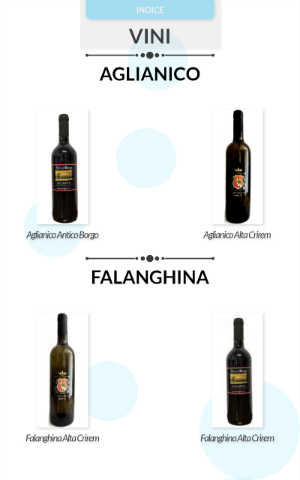 INDICE
VINI
AGLIANICO
Aglianico Antico Borgo
Aglianico Alta Crirem
FALANGHINA
Falanghina Alta Crirem
Falanghina Alta Crirem